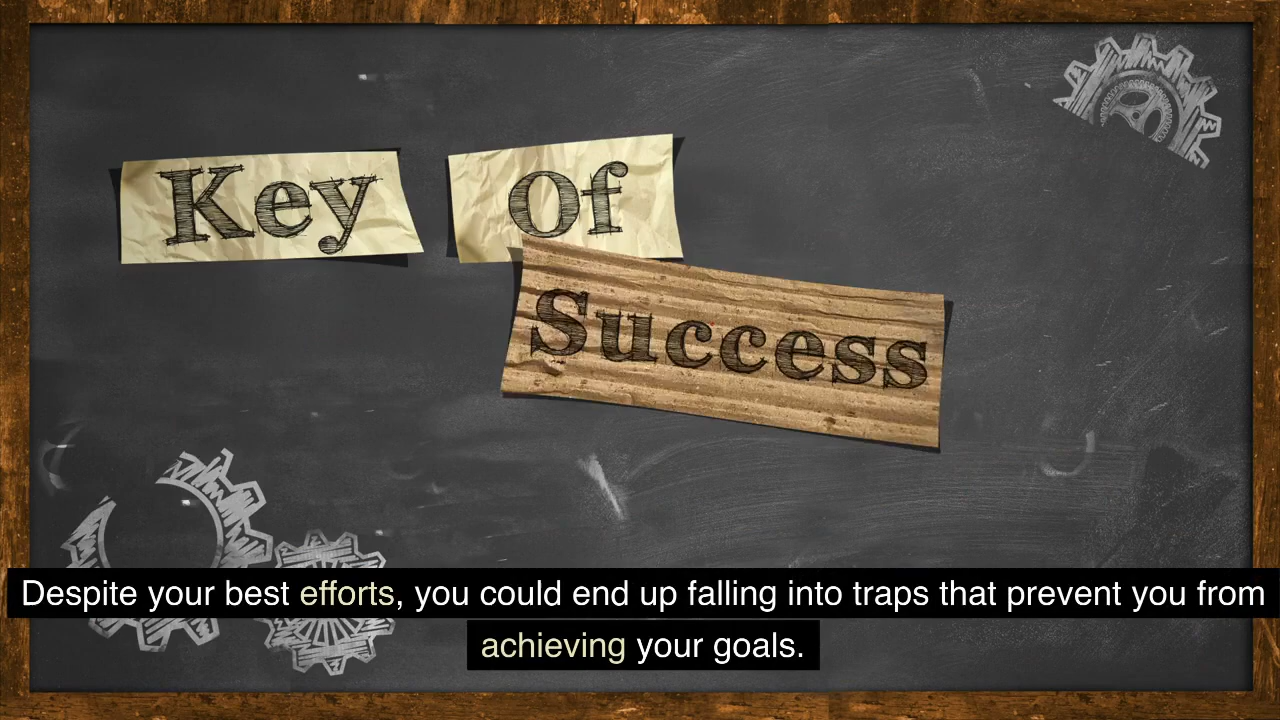 Key Of
Success
Despite your best efforts, you could end up falling into traps that prevent you from
achieving your goals.